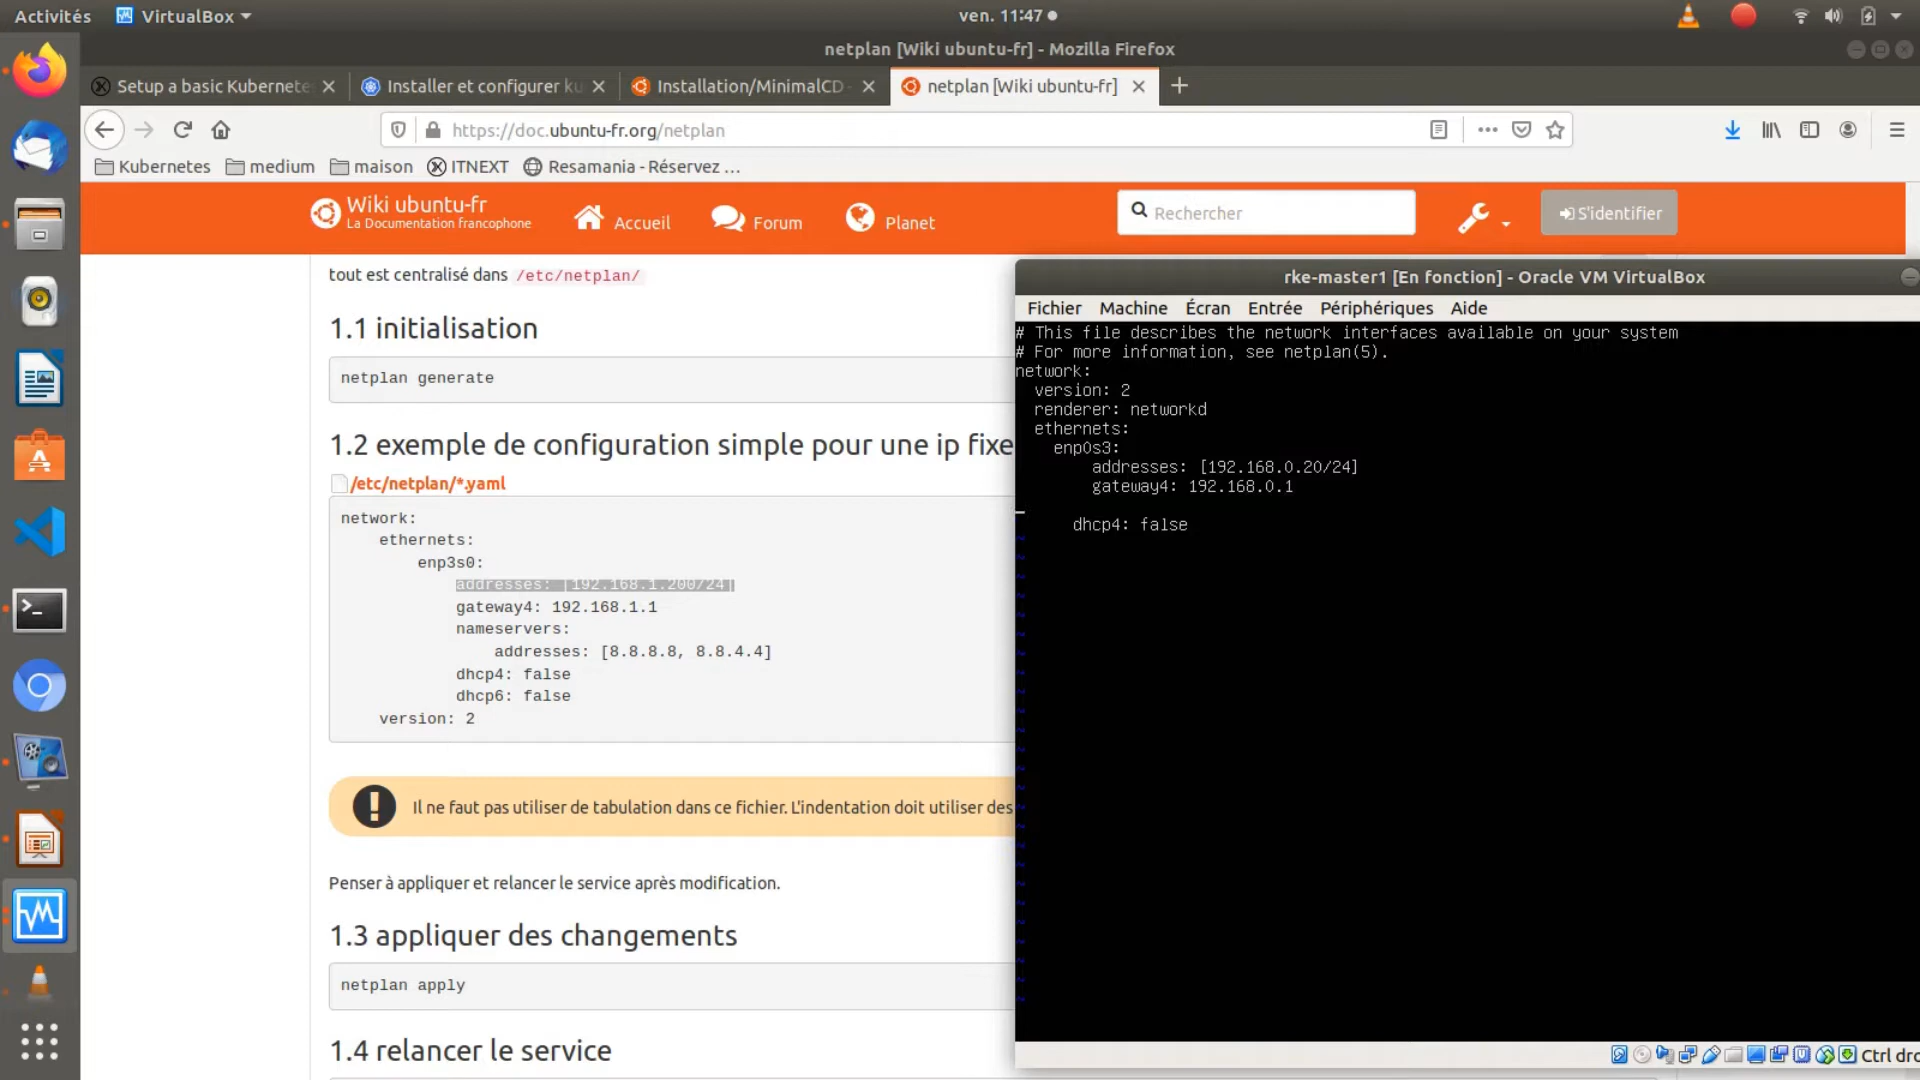 Activités
VirtualBox
ven. 11:47
netplan [Wiki ubuntu-fr] - Mozilla Firefox
Setup a basic Kubernete
Installer et configurer ku
Installation/MinimalCD -
netplan [Wiki ubuntu-fr]
https://doc.ubuntu-fr.org/netplan
Kubernetes
medium
maison
ITNEXT
Resamania - Réservez ...
Wiki ubuntu-fr
La Documentation francophone
Accueil
Forum
Planet
Rechercher
S'identifier
tout est centralisé dans /etc/netplan/
1.1 initialisation
netplan generate
1.2 exemple de configuration simple pour une ip fixe
/etc/netplan/*.yaml
network:
ethernets:
enp3s0:
addresses: [192.168.1.200/24]
gateway4: 192.168.1.1
nameservers:
addresses: [8.8.8.8, 8.8.4.4]
dhcp4: false
dhcp6: false
version: 2
Il ne faut pas utiliser de tabulation dans ce fichier. L'indentation doit utiliser des
Penser à appliquer et relancer le service après modification.
1.3 appliquer des changements
netplan apply
1.4 relancer le service
rke-master1 [En fonction] - Oracle VM VirtualBox
Fichier
Machine
Écran
Entrée
Périphériques
Aide
# This file describes the network interfaces available on your system
# For more information, see netplan(5).
network:
version: 2
renderer: networkd
ethernets:
enp0s3:
addresses: [192.168.0.20/24]
gateway4: 192.168.0.1
dhcp4: false
Ctrl dro